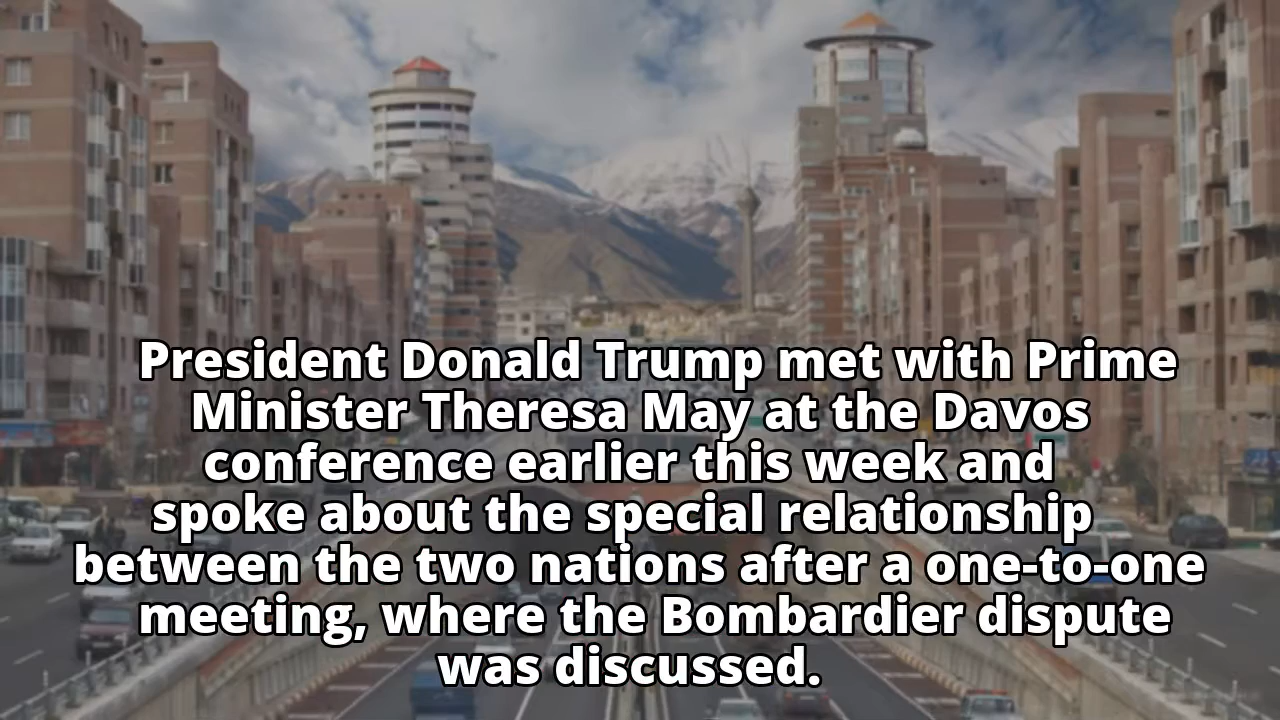 President Donald Trump met with Prime
Minister Theresa May at the Davos
conference earlier this week and
spoke about the special relationship
between the two nations after a one-to-one
meeting, where the Bombardier dispute
was discussed.